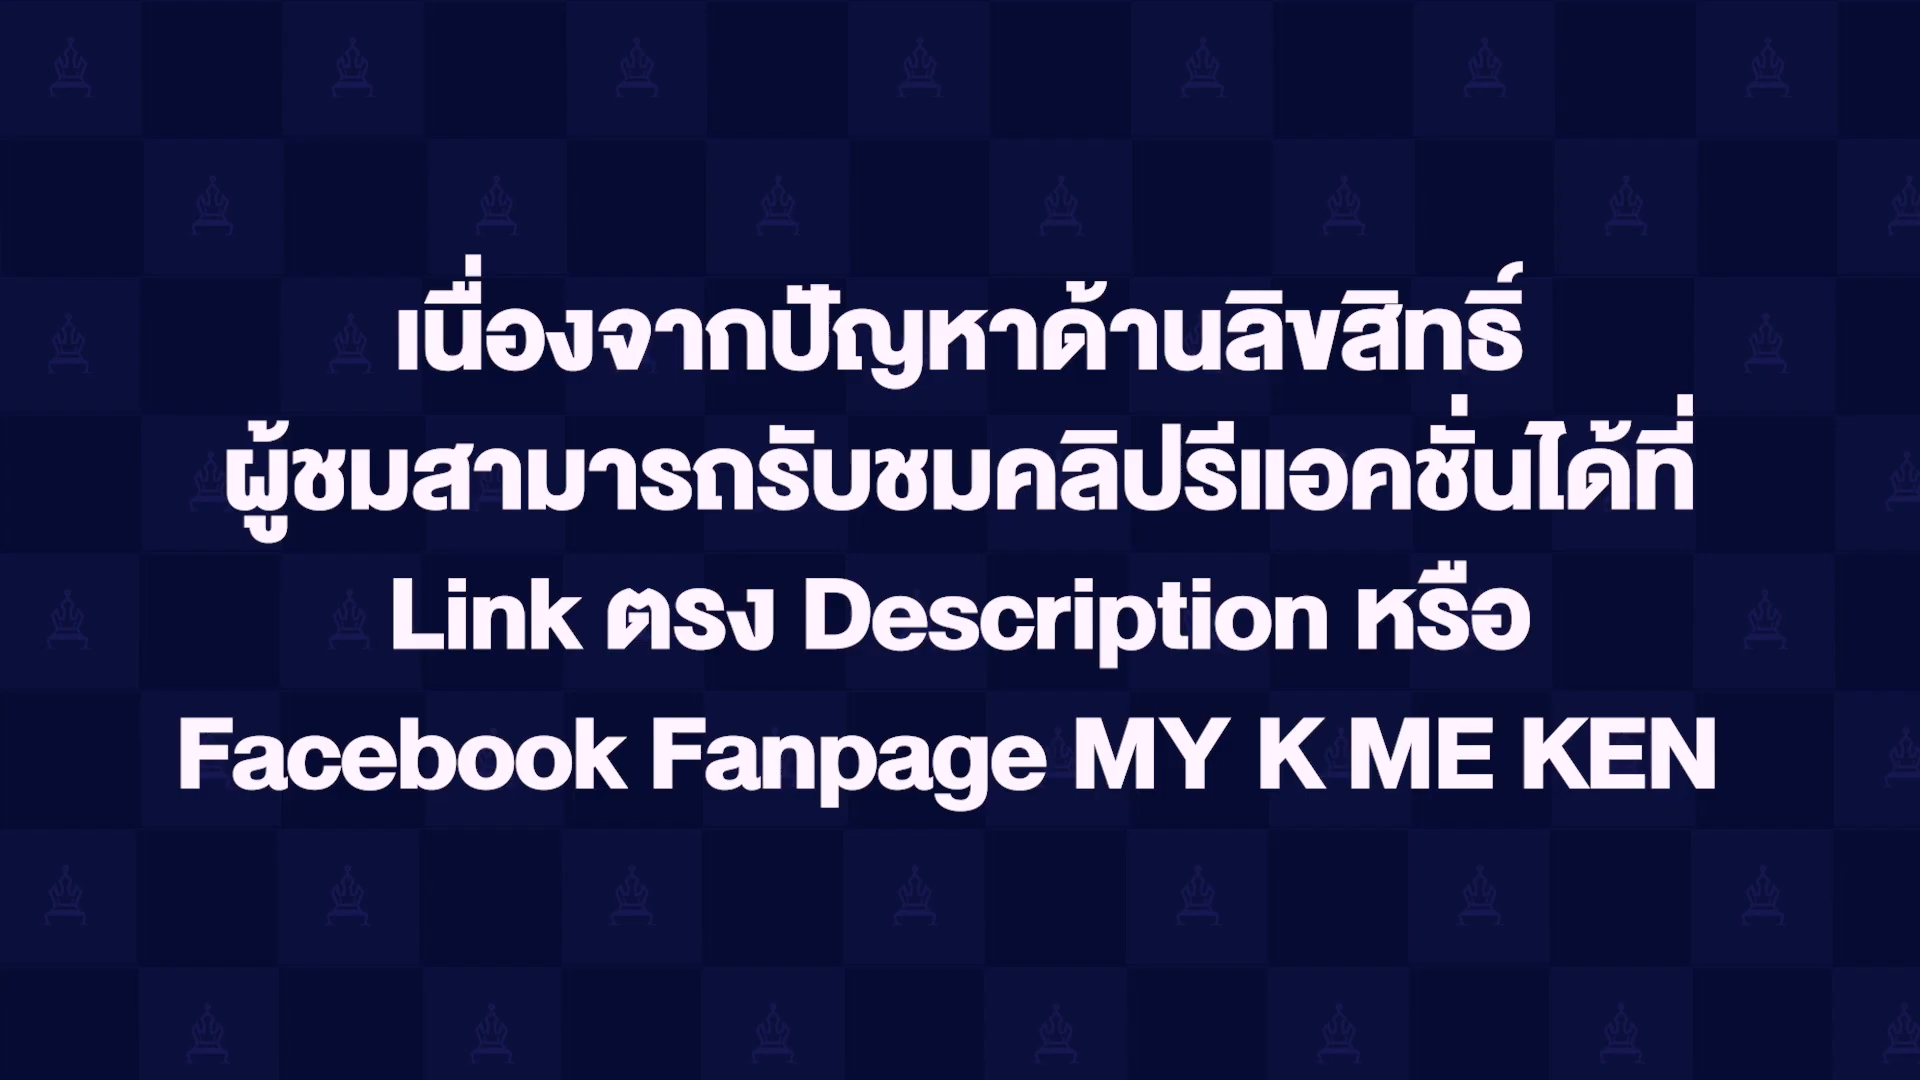 เนื่องจากปัญหาด้านลิขสิทธิ์
ผู้ชมสามารถรับชมคลิปรีแอคชั่นได้ที่
Link ตรง Description หรือ
Facebook Fanpage MY K ME KEN